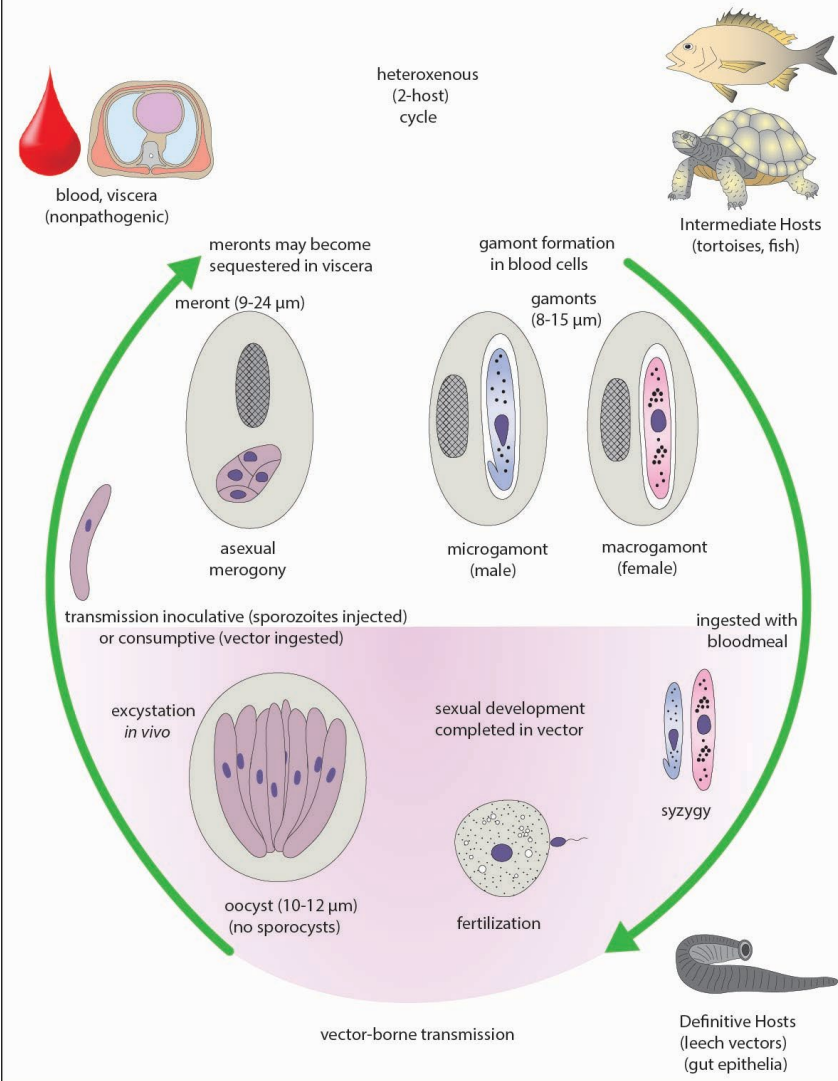 heteroxenous
(2-host)
cycle
blood, viscera
(nonpathogenic)
Intermediate Hosts
(tortoises, fish)
meronts may become
sequestered in viscera
gamont formation
in blood cells
meront (9-24 µm)
gamonts
(8-15 µm)
asexual
merogony
microgamont
(male)
macrogamont
(female)
transmission inoculative (sporozoites injected)
or consumptive (vector ingested)
ingested with
bloodmeal
excystation
in vivo
sexual development
completed in vector
syzygy
oocyst (10-12 µm)
(no sporocysts)
fertilization
vector-borne transmission
Definitive Hosts
(leech vectors)
(gut epithelia)